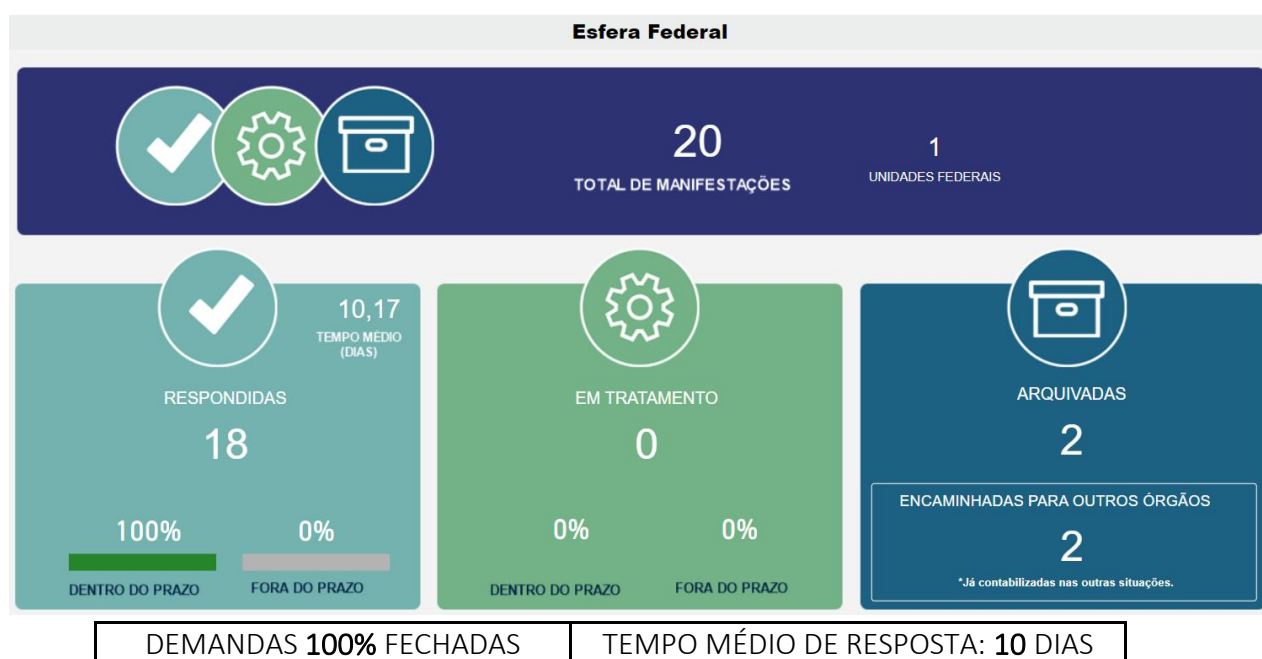 Esfera Federal
20
TOTAL DE MANIFESTAÇÕES
1
UNIDADES FEDERAIS
10,17
TEMPO MÉDIO
(DIAS)
RESPONDIDAS
18
100%
0%
DENTRO DO PRAZO
FORA DO PRAZO
EM TRATAMENTO
0
0%
0%
DENTRO DO PRAZO
FORA DO PRAZO
ARQUIVADAS
2
ENCAMINHADAS PARA OUTROS ÓRGÃOS
2
*Já contabilizadas nas outras situações.
DEMANDAS 100% FECHADAS
TEMPO MÉDIO DE RESPOSTA: 10 DIAS